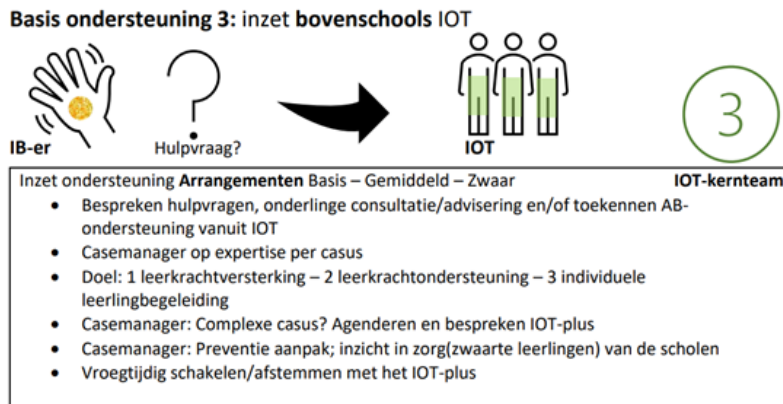 Basis ondersteuning 3: inzet bovenschools IOT
3
IB-er
Hulpvraag?
IOT
Inzet ondersteuning Arrangementen Basis – Gemiddeld – Zwaar
IOT-kernteam
• Bespreken hulpvragen, onderlinge consultatie/advisering en/of toekennen AB-
ondersteuning vanuit IOT
• Casemanager op expertise per casus
• Doel: 1 leerkrachtversterking – 2 leerkrachtondersteuning – 3 individuele
leerlingbegeleiding
• Casemanager: Complexe casus? Agenderen en bespreken IOT-plus
• Casemanager: Preventie aanpak; inzicht in zorg(zwaarte leerlingen) van de scholen
• Vroegtijdig schakelen/afstemmen met het IOT-plus